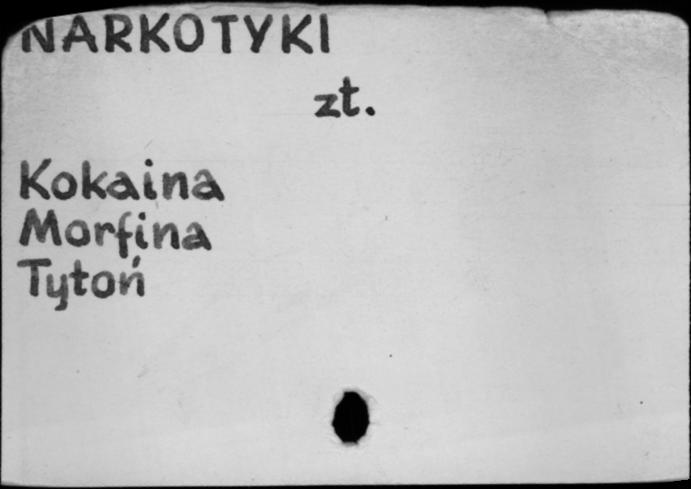 NARKOTYKI
zt.
Kokaina
Morfina
Tytoń